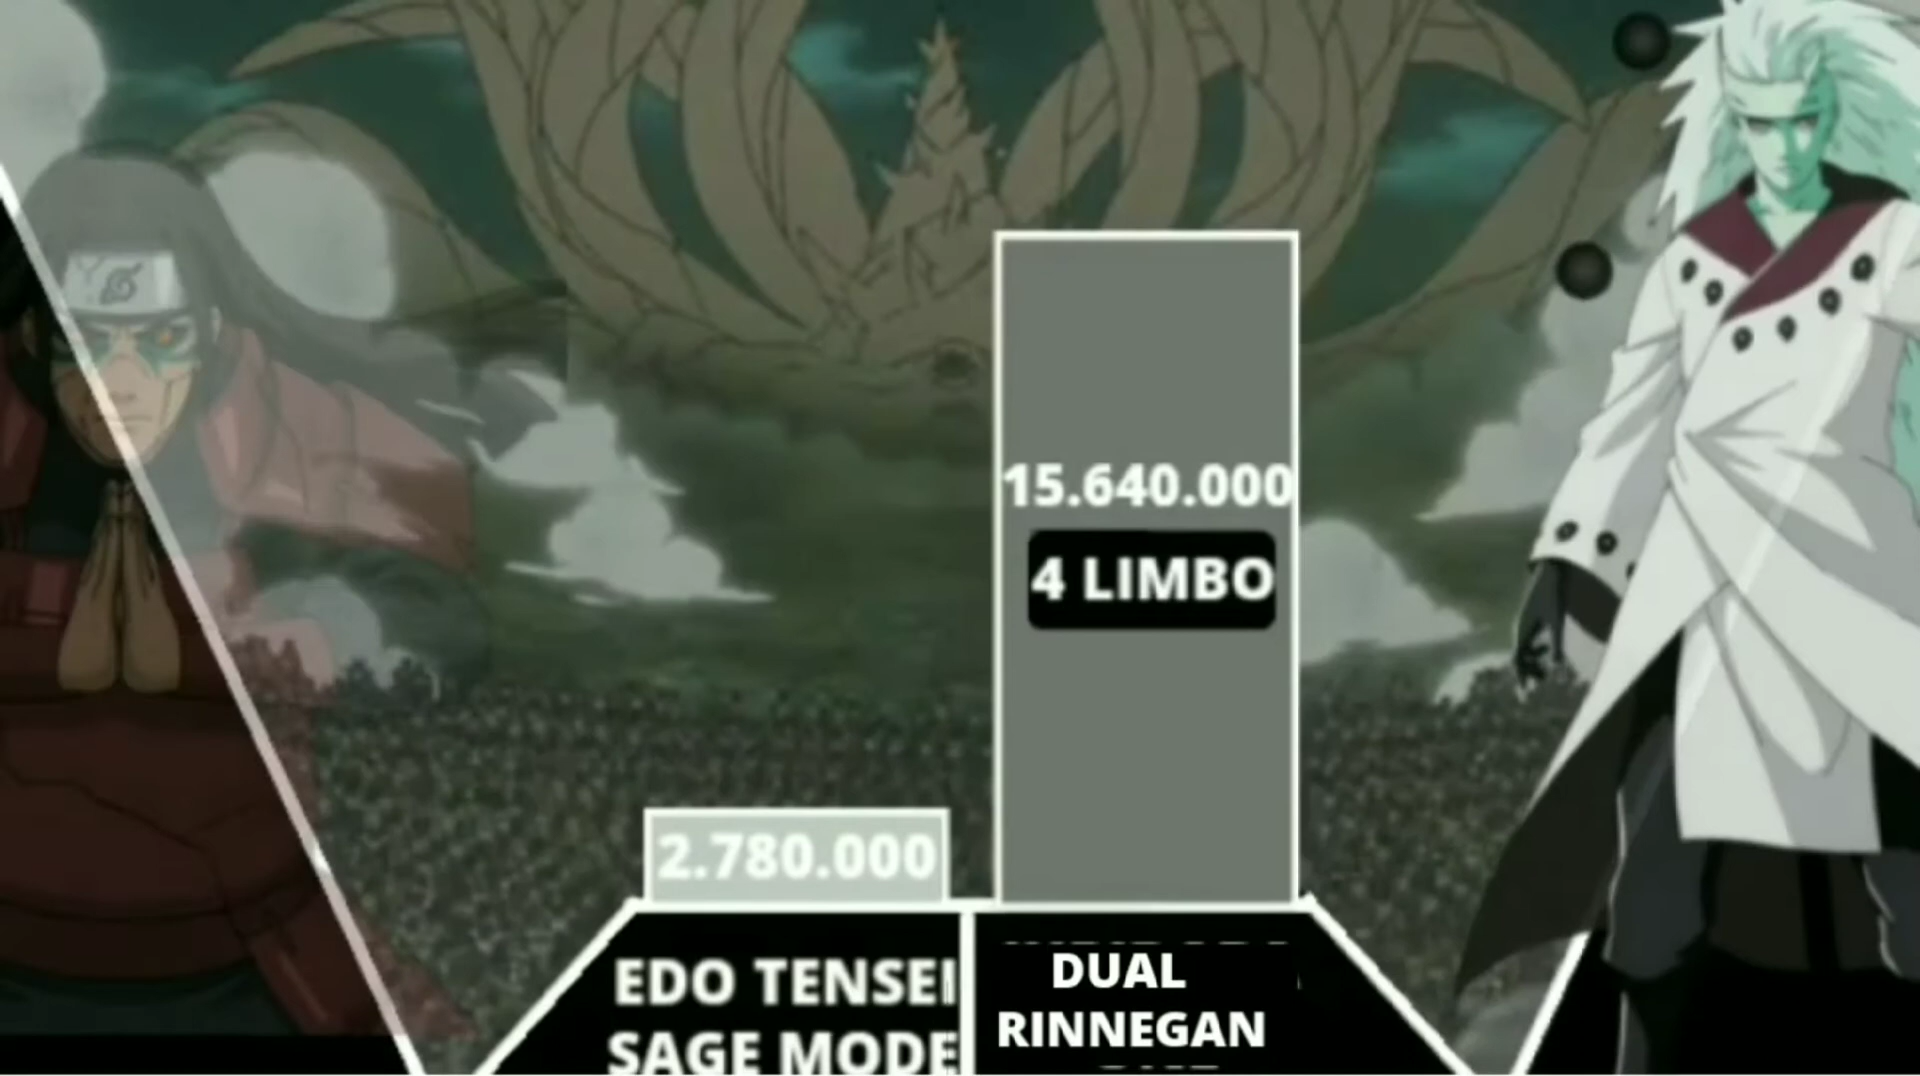 15.640.000
4 LIMBO
2.780.000
EDO TENSEI
SAGE MODE
DUAL
RINNEGAN